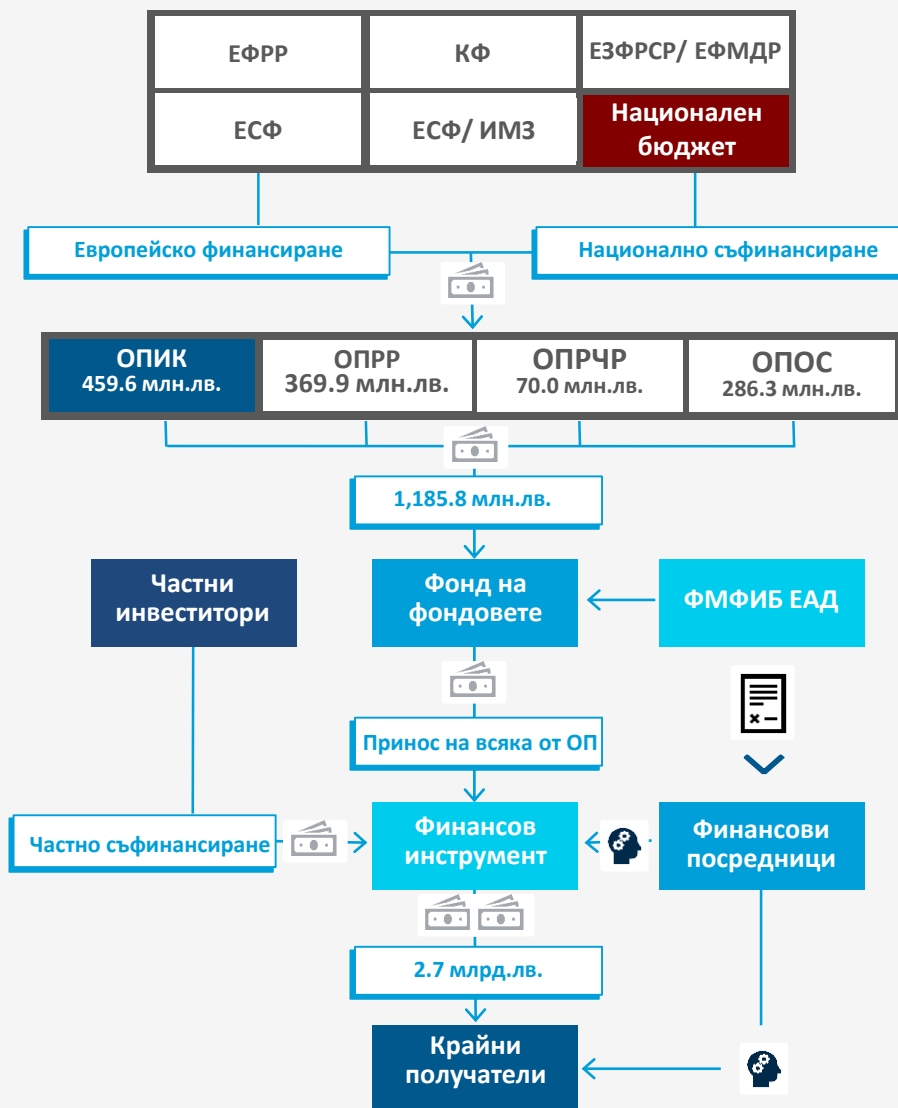 ЕФРР
КФ
ЕЗФРСР/ ЕФМДР
ЕСФ
ЕСФ/ ИМЗ
Национален
бюджет
Европейско финансиране
Национално съфинансиране
ОПИК
459.6 млн.лв.
ОПРР
369.9 млн.лв.
ОПРЧР
70.0 млн.лв.
ОПОС
286.3 млн.лв.
1,185.8 млн.лв.
Частни
инвеститори
Фонд на
фондовете
ФМФИБ ЕАД
Принос на всяка от ОП
Частно съфинансиране
Финансов
инструмент
Финансови
посредници
2.7 млрд.лв.
Крайни
получатели